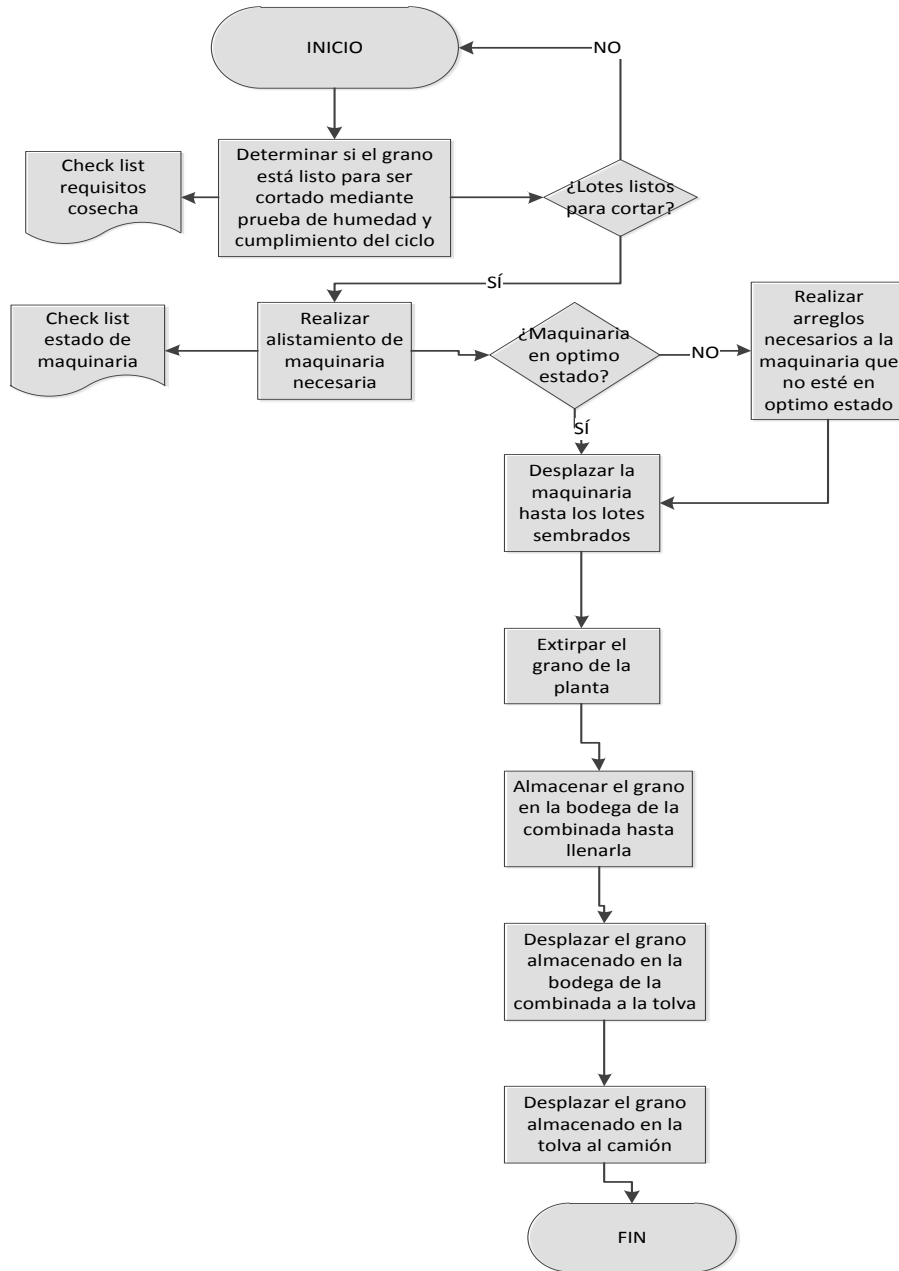 INICIO
NO
Check list
requisitos
cosecha
Determinar si el grano
está listo para ser
cortado mediante
prueba de humedad y
cumplimiento del ciclo
¿Lotes listos
para cortar?
SÍ
Check list
estado de
maquinaria
Realizar
alistamiento de
maquinaria
necesaria
¿Maquinaria
en optimo
estado?
NO
Realizar
arreglos
necesarios a la
maquinaria que
no esté en
optimo estado
SÍ
Desplazar la
maquinaria
hasta los lotes
sembrados
Extirpar el
grano de la
planta
Almacenar el grano
en la bodega de la
combinada hasta
llenarla
Desplazar el grano
almacenado en la
bodega de la
combinada a la tolva
Desplazar el grano
almacenado en la
tolva al camión
FIN